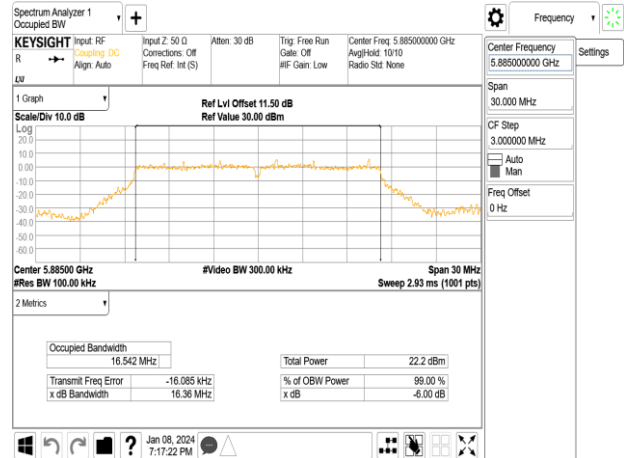 Spectrum Analyzer 1
Occupied BW
+
Frequency
KEYSIGHT
R
Input: RF
Coupling: DC
Align: Auto
Input Z: 50 Ω
Corrections: Off
Freq Ref: Int (S)
Atten: 30 dB
Trig: Free Run
Gate: Off
#IF Gain: Low
Center Freq: 5.885000000 GHz
Avg|Hold: 10/10
Radio Std: None
Center Frequency
5.885000000 GHz
Settings
Span
30.000 MHz
CF Step
3.000000 MHz
Auto
Man
Freq Offset
0 Hz
1 Graph
Scale/Div 10.0 dB
Ref Lvl Offset 11.50 dB
Ref Value 30.00 dBm
Log
20.0
10.0
0.00
-10.0
-20.0
-30.0
-40.0
-50.0
-60.0
Center 5.88500 GHz
#Res BW 100.00 kHz
#Video BW 300.00 kHz
Span 30 MHz
Sweep 2.93 ms (1001 pts)
2 Metrics
Occupied Bandwidth
16.542 MHz
Transmit Freq Error -16.085 kHz
x dB Bandwidth 16.36 MHz
Total Power 22.2 dBm
% of OBW Power 99.00 %
x dB -6.00 dB
?
Jan 08, 2024
7:17:22 PM